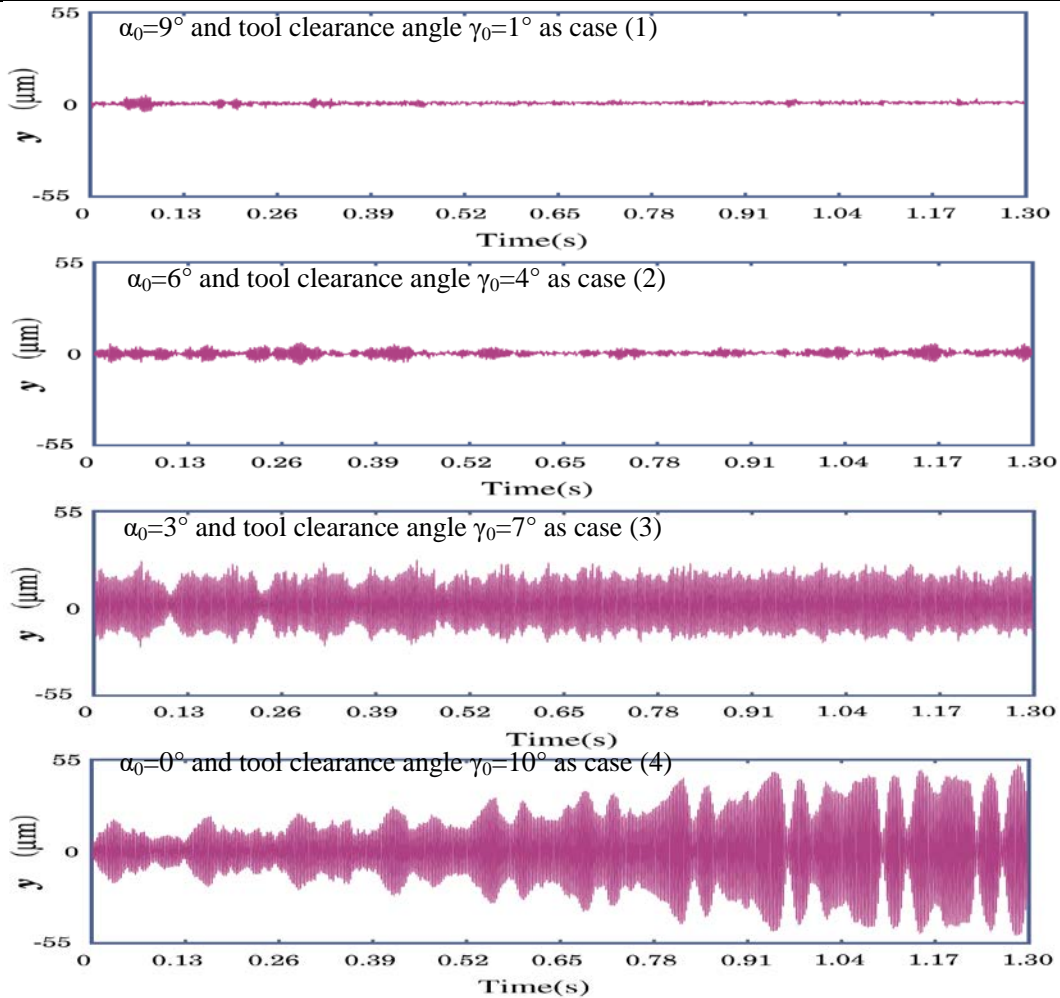 55
α₀=9° and tool clearance angle γ₀=1° as case (1)
y (μm)
0
-55
0 0.13 0.26 0.39 0.52 0.65 0.78 0.91 1.04 1.17 1.30
Time(s)
55
α₀=6° and tool clearance angle γ₀=4° as case (2)
y (μm)
0
-55
0 0.13 0.26 0.39 0.52 0.65 0.78 0.91 1.04 1.17 1.30
Time(s)
55
α₀=3° and tool clearance angle γ₀=7° as case (3)
y (μm)
0
-55
0 0.13 0.26 0.39 0.52 0.65 0.78 0.91 1.04 1.17 1.30
Time(s)
55
α₀=0° and tool clearance angle γ₀=10° as case (4)
y (μm)
0
-55
0 0.13 0.26 0.39 0.52 0.65 0.78 0.91 1.04 1.17 1.30
Time(s)